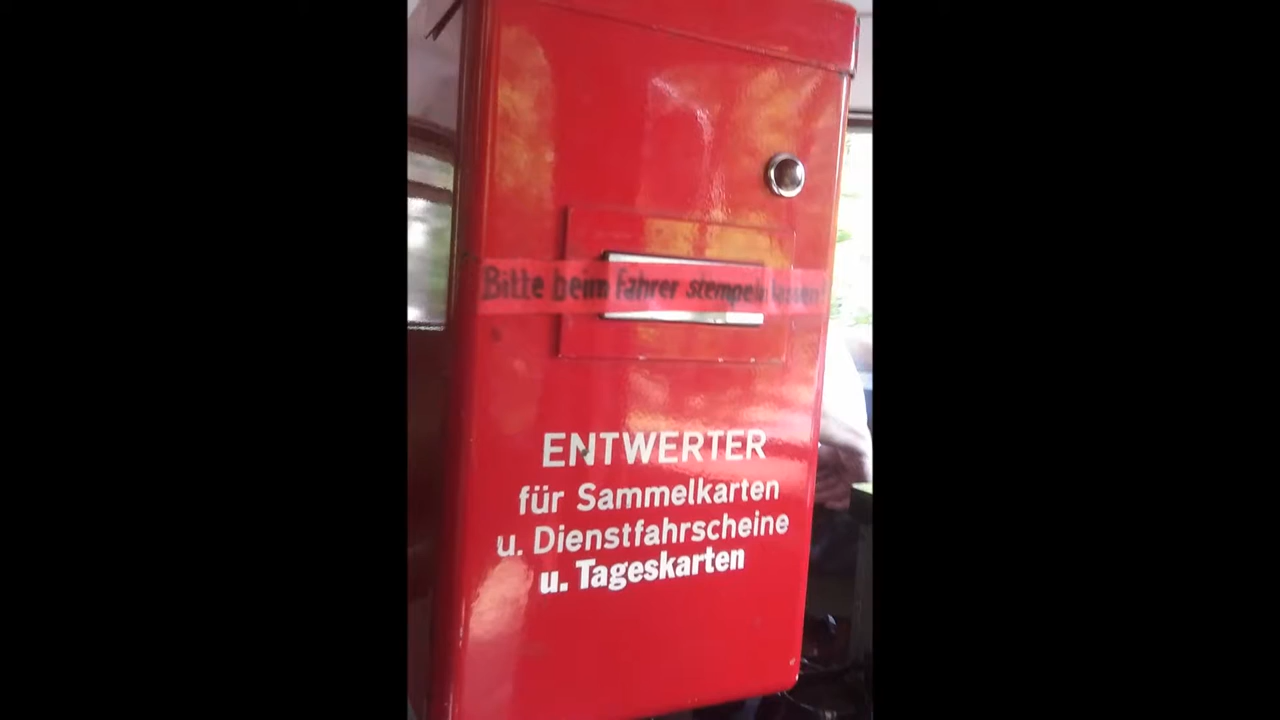 Bitte beim Fahrer stempeln lassen!
ENTWERTER
für Sammelkarten
u. Dienstfahrscheine
u. Tageskarten